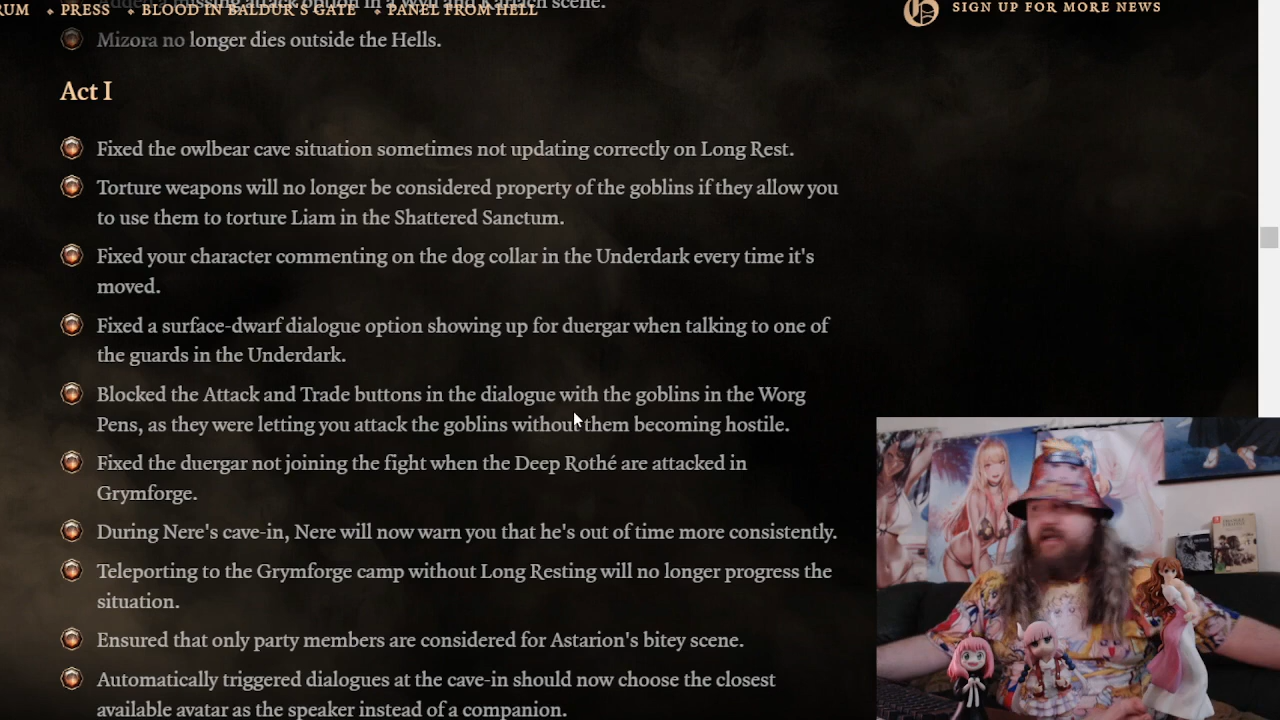 RUM PRESS BLOOD IN BALDUR'S GATE PANEL FROM HELL
SIGN UP FOR MORE NEWS
scene.
Mizora no longer dies outside the Hells.
Act I
Fixed the owlbear cave situation sometimes not updating correctly on Long Rest.
Torture weapons will no longer be considered property of the goblins if they allow you
to use them to torture Liam in the Shattered Sanctum.
Fixed your character commenting on the dog collar in the Underdark every time it's
moved.
Fixed a surface-dwarf dialogue option showing up for duergar when talking to one of
the guards in the Underdark.
Blocked the Attack and Trade buttons in the dialogue with the goblins in the Worg
Pens, as they were letting you attack the goblins without them becoming hostile.
Fixed the duergar not joining the fight when the Deep Rothé are attacked in
Grymforge.
During Nere's cave-in, Nere will now warn you that he's out of time more consistently.
Teleporting to the Grymforge camp without Long Resting will no longer progress the
situation.
Ensured that only party members are considered for Astarion's bitey scene.
Automatically triggered dialogues at the cave-in should now choose the closest
available avatar as the speaker instead of a companion.